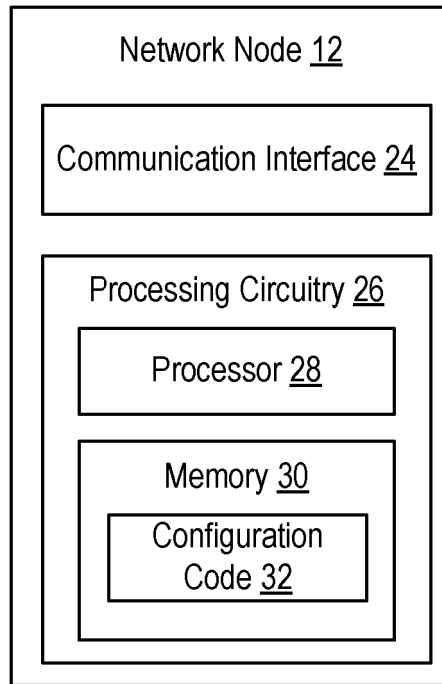 Network Node 12
Communication Interface 24
Processing Circuitry 26
Processor 28
Memory 30
Configuration
Code 32